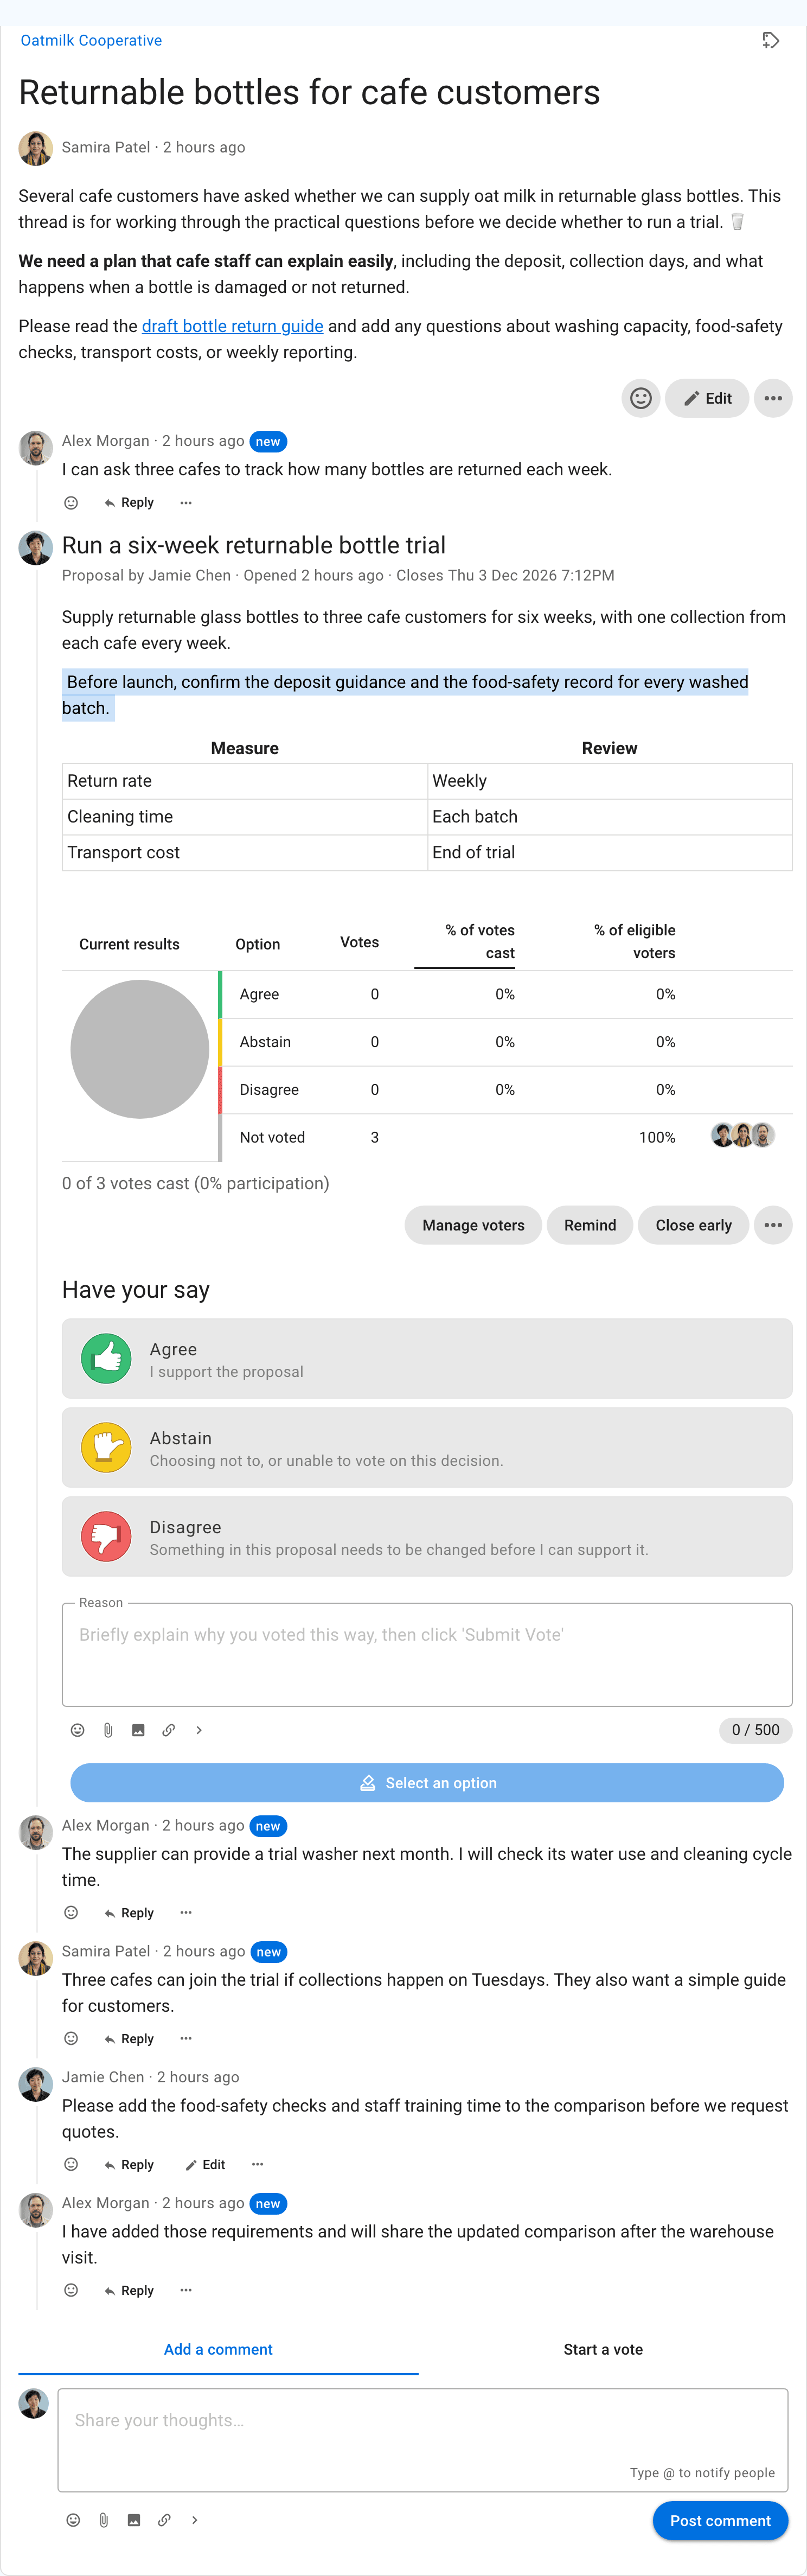 Oatmilk Cooperative
Returnable bottles for cafe customers
Samira Patel · 2 hours ago
Several cafe customers have asked whether we can supply oat milk in returnable glass bottles. This
thread is for working through the practical questions before we decide whether to run a trial.
We need a plan that cafe staff can explain easily, including the deposit, collection days, and what
happens when a bottle is damaged or not returned.
Please read the draft bottle return guide and add any questions about washing capacity, food-safety
checks, transport costs, or weekly reporting.
Edit
Alex Morgan · 2 hours ago new
I can ask three cafes to track how many bottles are returned each week.
Reply
Run a six-week returnable bottle trial
Proposal by Jamie Chen · Opened 2 hours ago · Closes Thu 3 Dec 2026 7:12PM
Supply returnable glass bottles to three cafe customers for six weeks, with one collection from
each cafe every week.
Before launch, confirm the deposit guidance and the food-safety record for every washed
batch.
Measure Review
Return rate Weekly
Cleaning time Each batch
Transport cost End of trial
Current results Option Votes % of votes cast % of eligible voters
Agree 0 0% 0%
Abstain 0 0% 0%
Disagree 0 0% 0%
Not voted 3 100%
0 of 3 votes cast (0% participation)
Manage voters Remind Close early
Have your say
Agree
I support the proposal
Abstain
Choosing not to, or unable to vote on this decision.
Disagree
Something in this proposal needs to be changed before I can support it.
Reason
Briefly explain why you voted this way, then click 'Submit Vote'
0 / 500
Select an option
Alex Morgan · 2 hours ago new
The supplier can provide a trial washer next month. I will check its water use and cleaning cycle
time.
Reply
Samira Patel · 2 hours ago new
Three cafes can join the trial if collections happen on Tuesdays. They also want a simple guide
for customers.
Reply
Jamie Chen · 2 hours ago
Please add the food-safety checks and staff training time to the comparison before we request
quotes.
Reply Edit
Alex Morgan · 2 hours ago new
I have added those requirements and will share the updated comparison after the warehouse
visit.
Reply
Add a comment Start a vote
Share your thoughts...
Type @ to notify people
Post comment